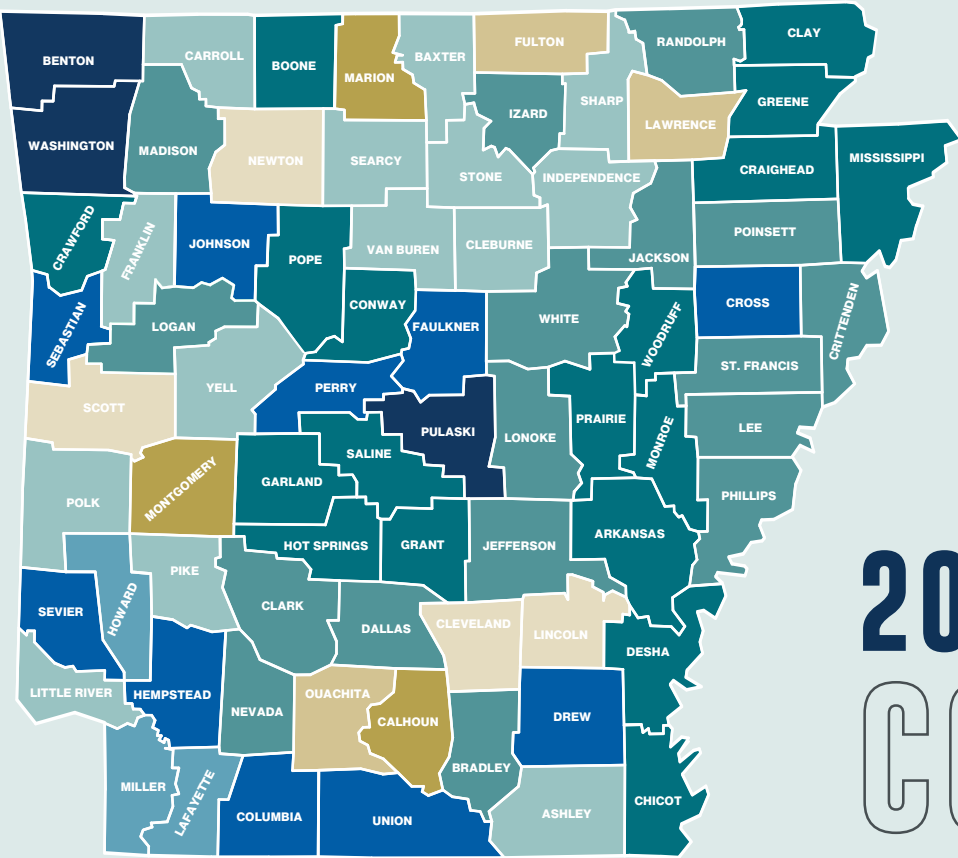 BENTON
CARROLL
BOONE
MARION
BAXTER
FULTON
RANDOLPH
CLAY
WASHINGTON
MADISON
NEWTON
SEARCY
STONE
IZARD
SHARP
LAWRENCE
GREENE
INDEPENDENCE
CRAIGHEAD
MISSISSIPPI
CRAWFORD
FRANKLIN
JOHNSON
POPE
VAN BUREN
CLEBURNE
JACKSON
POINSETT
SEBASTIAN
LOGAN
CONWAY
FAULKNER
WHITE
WOODRUFF
CROSS
CRITTENDEN
SCOTT
YELL
PERRY
PULASKI
LONOKE
PRAIRIE
MONROE
ST. FRANCIS
LEE
POLK
MONTGOMERY
GARLAND
SALINE
PHILLIPS
HOT SPRINGS
GRANT
JEFFERSON
ARKANSAS
SEVIER
HOWARD
PIKE
CLARK
DALLAS
CLEVELAND
LINCOLN
DESHA
LITTLE RIVER
HEMPSTEAD
NEVADA
OUACHITA
CALHOUN
BRADLEY
DREW
MILLER
LAFAYETTE
COLUMBIA
UNION
ASHLEY
CHICOT
20
CO